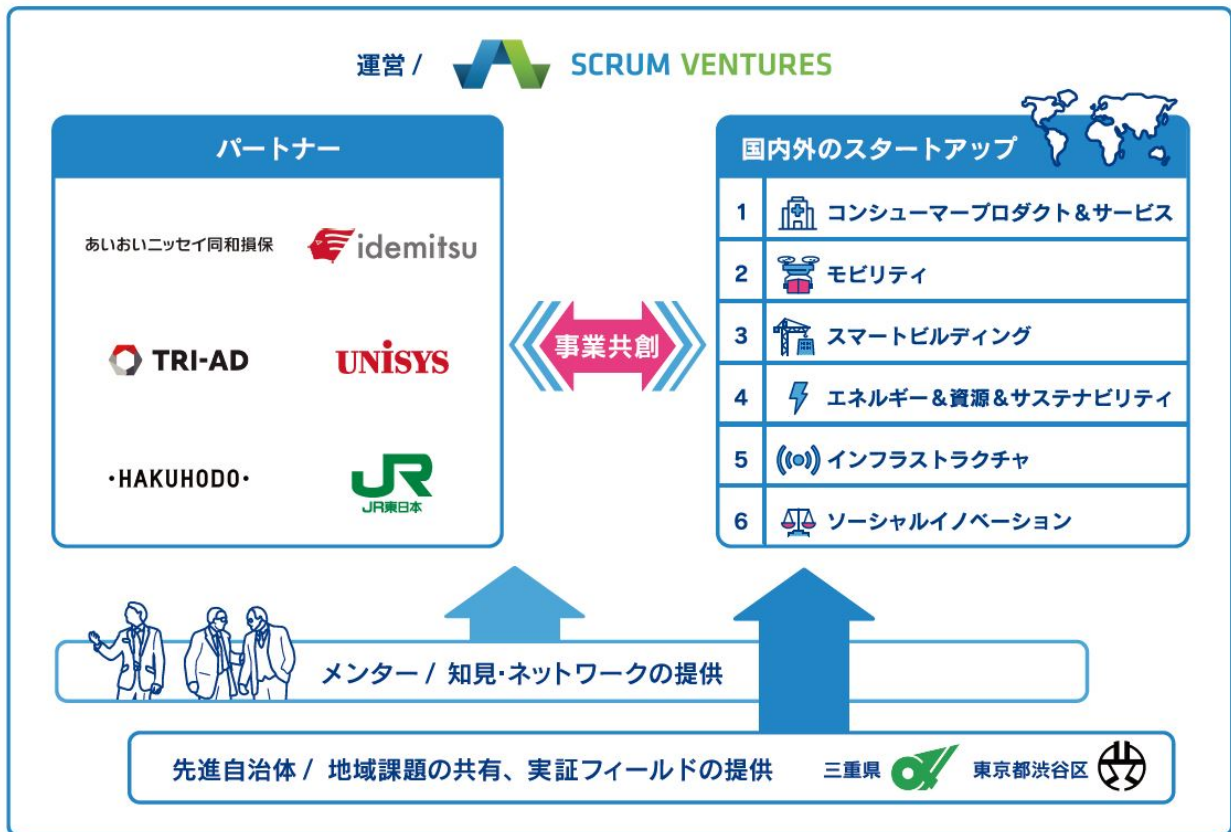 運営 / SCRUM VENTURES
パートナー
あいおいニッセイ同和損保
idemitsu
TRI-AD
UNiSYS
・HAKUHODO・
JR
JR東日本
事業共創
国内外のスタートアップ
1 コンシューマープロダクト&サービス
2 モビリティ
3 スマートビルディング
4 エネルギー&資源&サステナビリティ
5 インフラストラクチャ
6 ソーシャルイノベーション
メンター / 知見・ネットワークの提供
先進自治体 / 地域課題の共有、実証フィールドの提供 三重県 東京都渋谷区